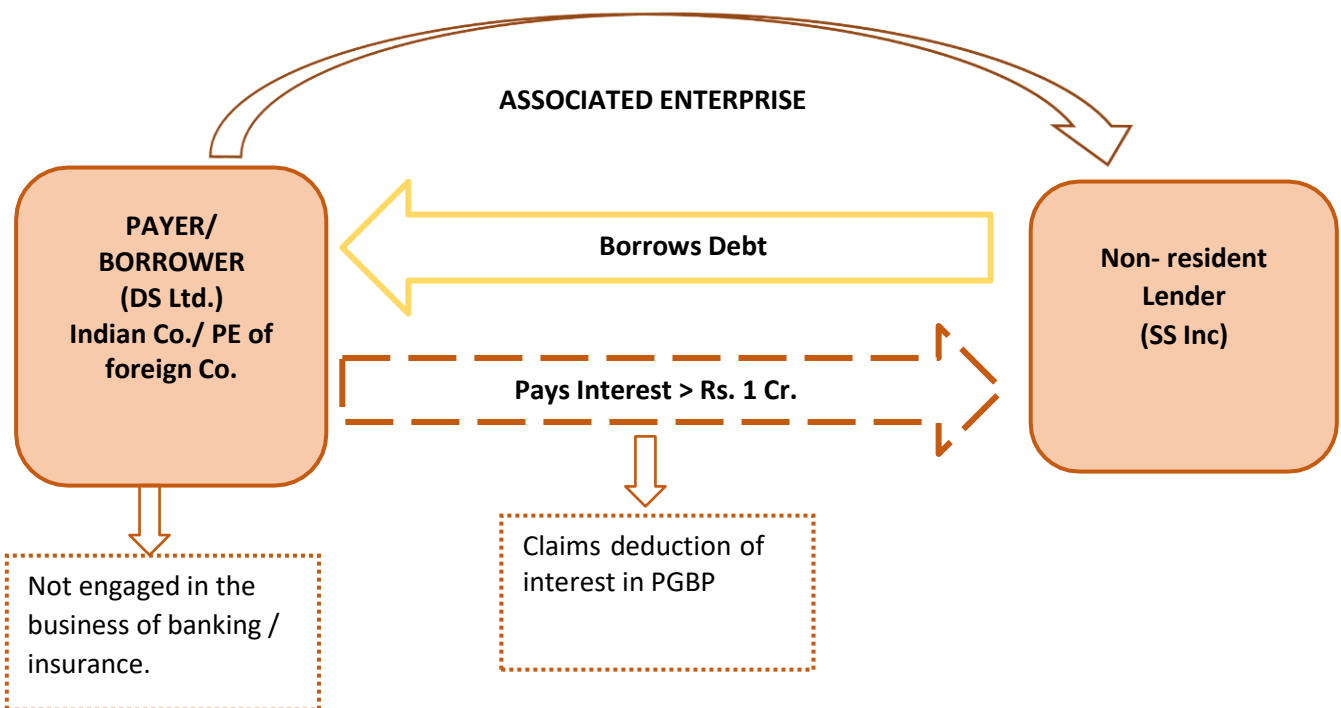 ASSOCIATED ENTERPRISE
PAYER/
BORROWER
(DS Ltd.)
Indian Co./ PE of
foreign Co.
Borrows Debt
Non- resident
Lender
(SS Inc)
Pays Interest > Rs. 1 Cr.
Not engaged in the
business of banking /
insurance.
Claims deduction of
interest in PGBP